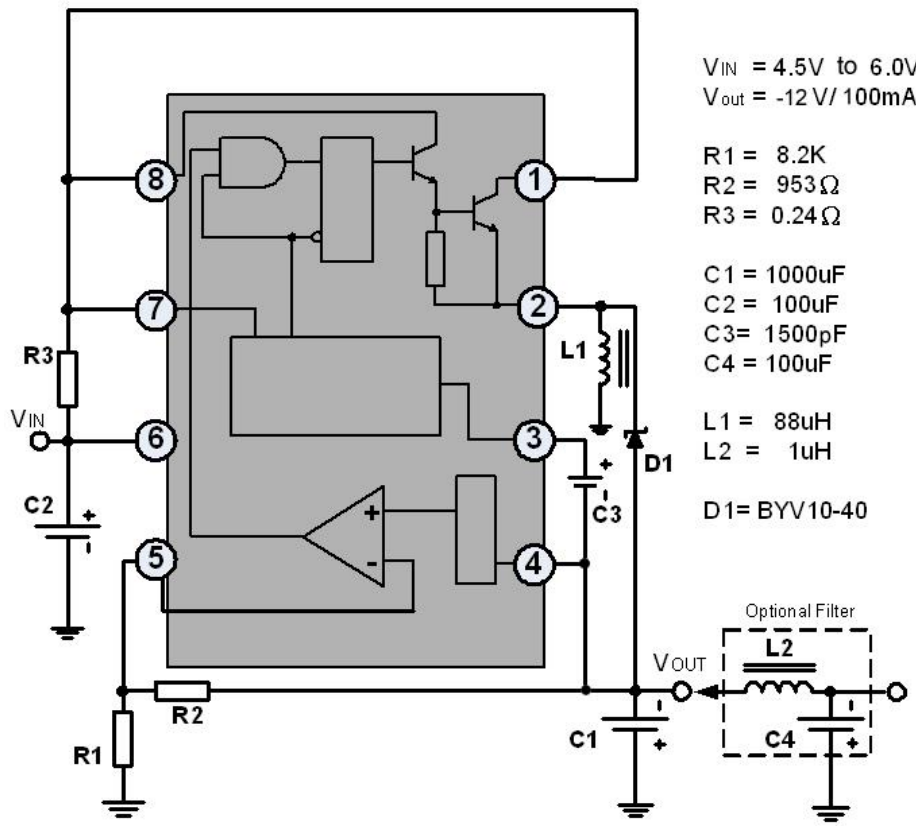 VIN = 4.5V to 6.0V
Vout = -12 V/ 100mA
R1 = 8.2K
R2 = 953Ω
R3 = 0.24Ω
C1 = 1000uF
C2 = 100uF
C3= 1500pF
C4 = 100uF
L1 = 88uH
L2 = 1uH
D1= BYV10-40
8
1
7
2
R3
L1
VIN
6
3
D1
C2
+
-
+
-
C3
5
+
-
4
Optional Filter
L2
VOUT
R2
R1
C1
-
+
C4
-
+